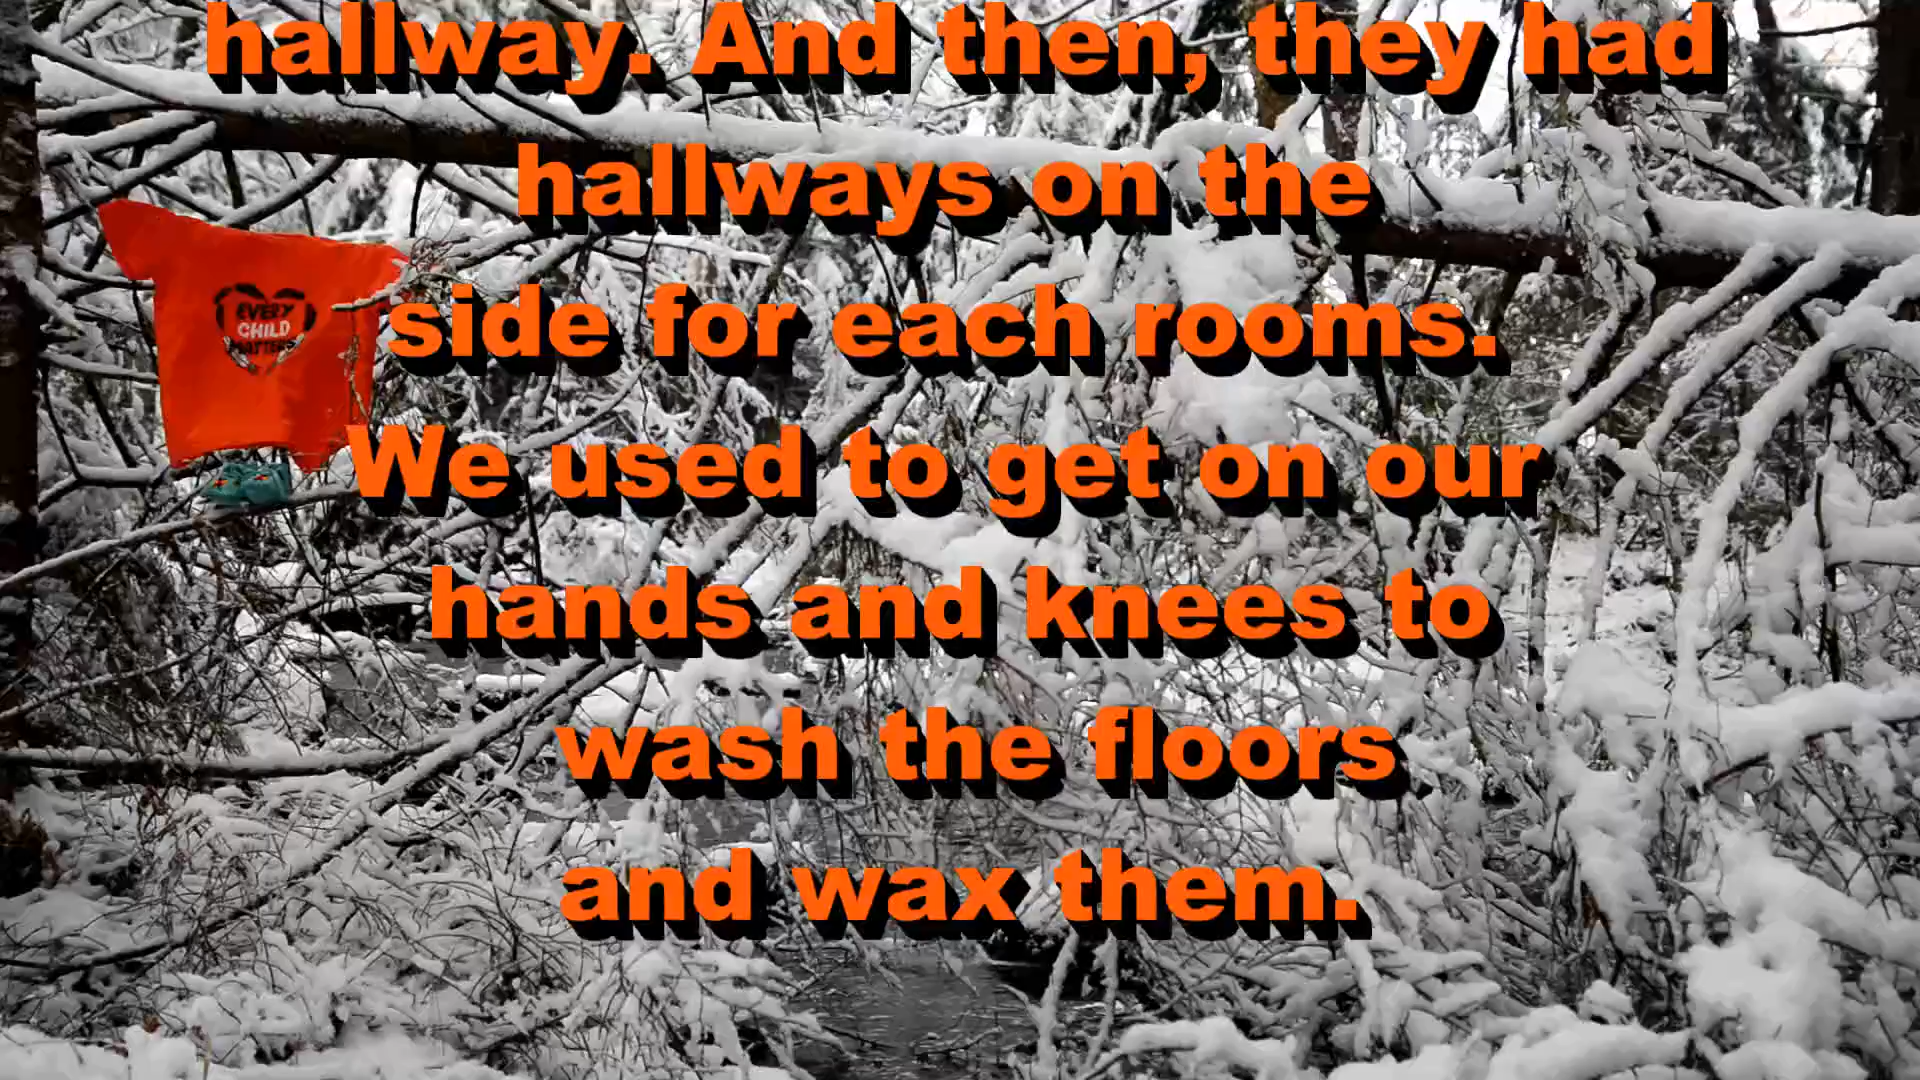 hallway. And then, they had
hallways on the
side for each rooms.
We used to get on our
hands and knees to
wash the floors
and wax them.
EVERY
CHILD
MATTERS